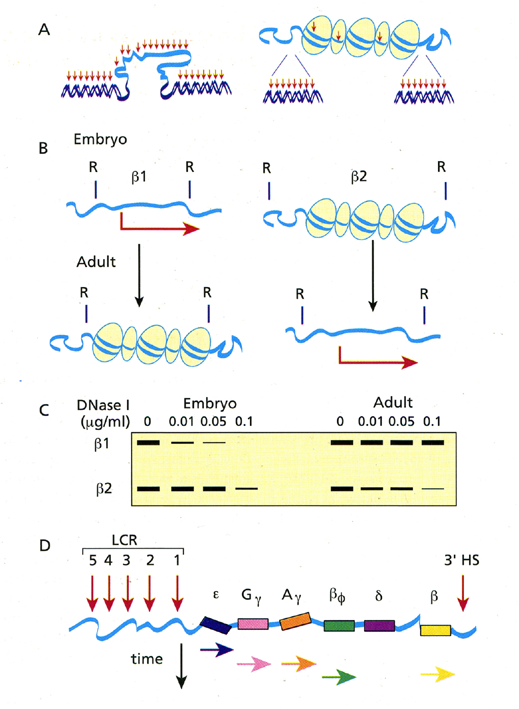 A
B
Embryo
R β1 R R β2 R
Adult
R R R R
C DNase I Embryo Adult
(μg/ml) 0 0.01 0.05 0.1 0 0.01 0.05 0.1
β1
β2
D LCR
5 4 3 2 1 3' HS
ε Gγ Aγ βϕ δ β
time